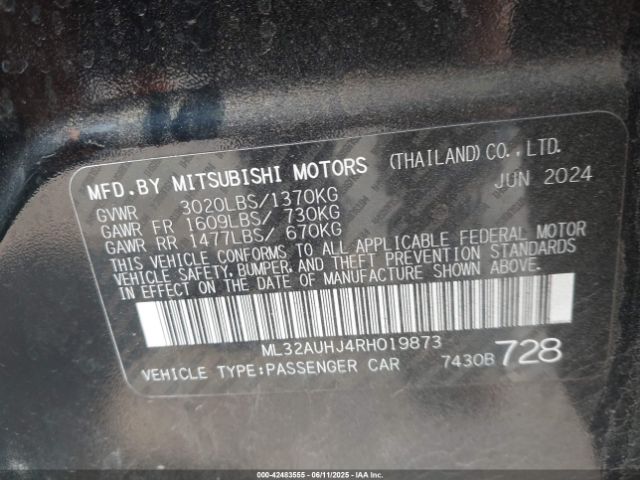 MFD.BY MITSUBISHI MOTORS (THAILAND) CO., LTD.
GVWR 3020LBS/1370KG JUN 2024
GAWR FR 1609LBS/ 730KG
GAWR RR 1477LBS/ 670KG
THIS VEHICLE CONFORMS TO ALL APPLICABLE FEDERAL MOTOR
VEHICLE SAFETY, BUMPER, AND THEFT PREVENTION STANDARDS
IN EFFECT ON THE DATE OF MANUFACTURE SHOWN ABOVE.
ML32AUHJ4RH019873
VEHICLE TYPE:PASSENGER CAR 7430B 728
000-42483555 - 06/11/2025 - IAAI.COM